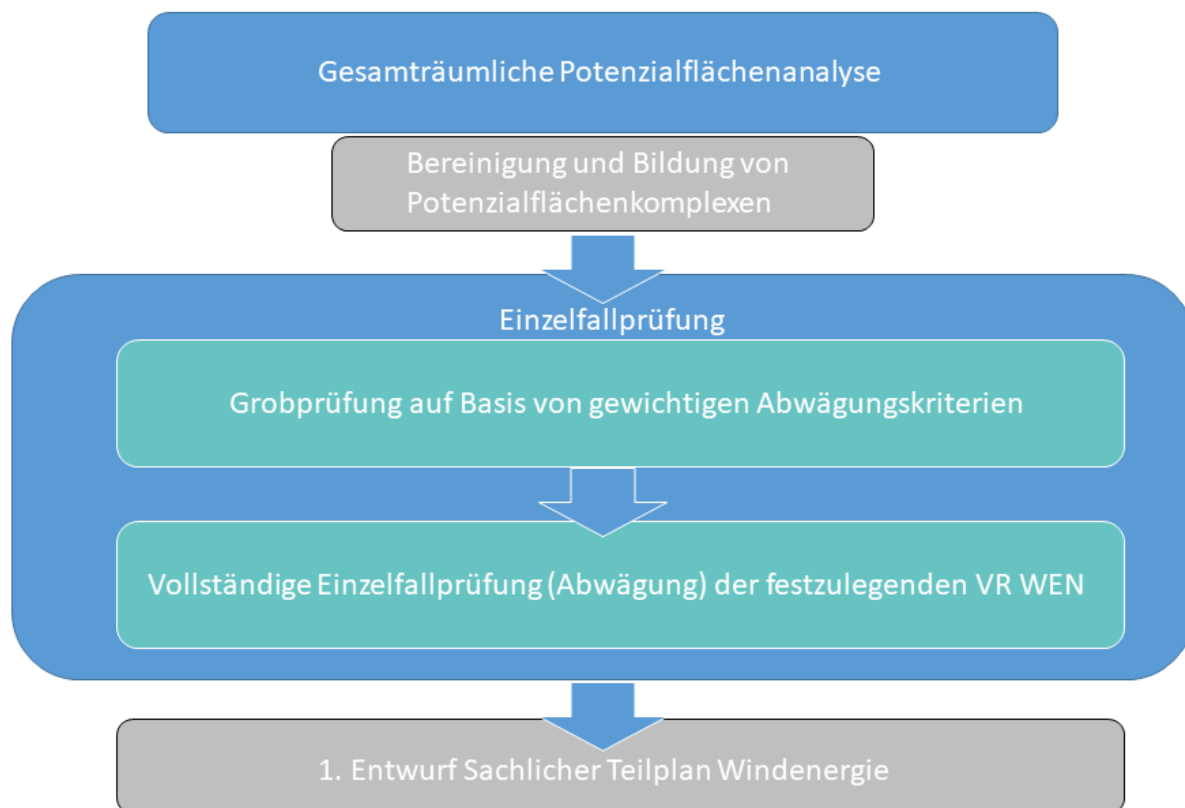 Gesamträumliche Potenzialflächenanalyse
Bereinigung und Bildung von
Potenzialflächenkomplexen
Einzelfallprüfung
Grobprüfung auf Basis von gewichtigen Abwägungskriterien
Vollständige Einzelfallprüfung (Abwägung) der festzulegenden VR WEN
1. Entwurf Sachlicher Teilplan Windenergie